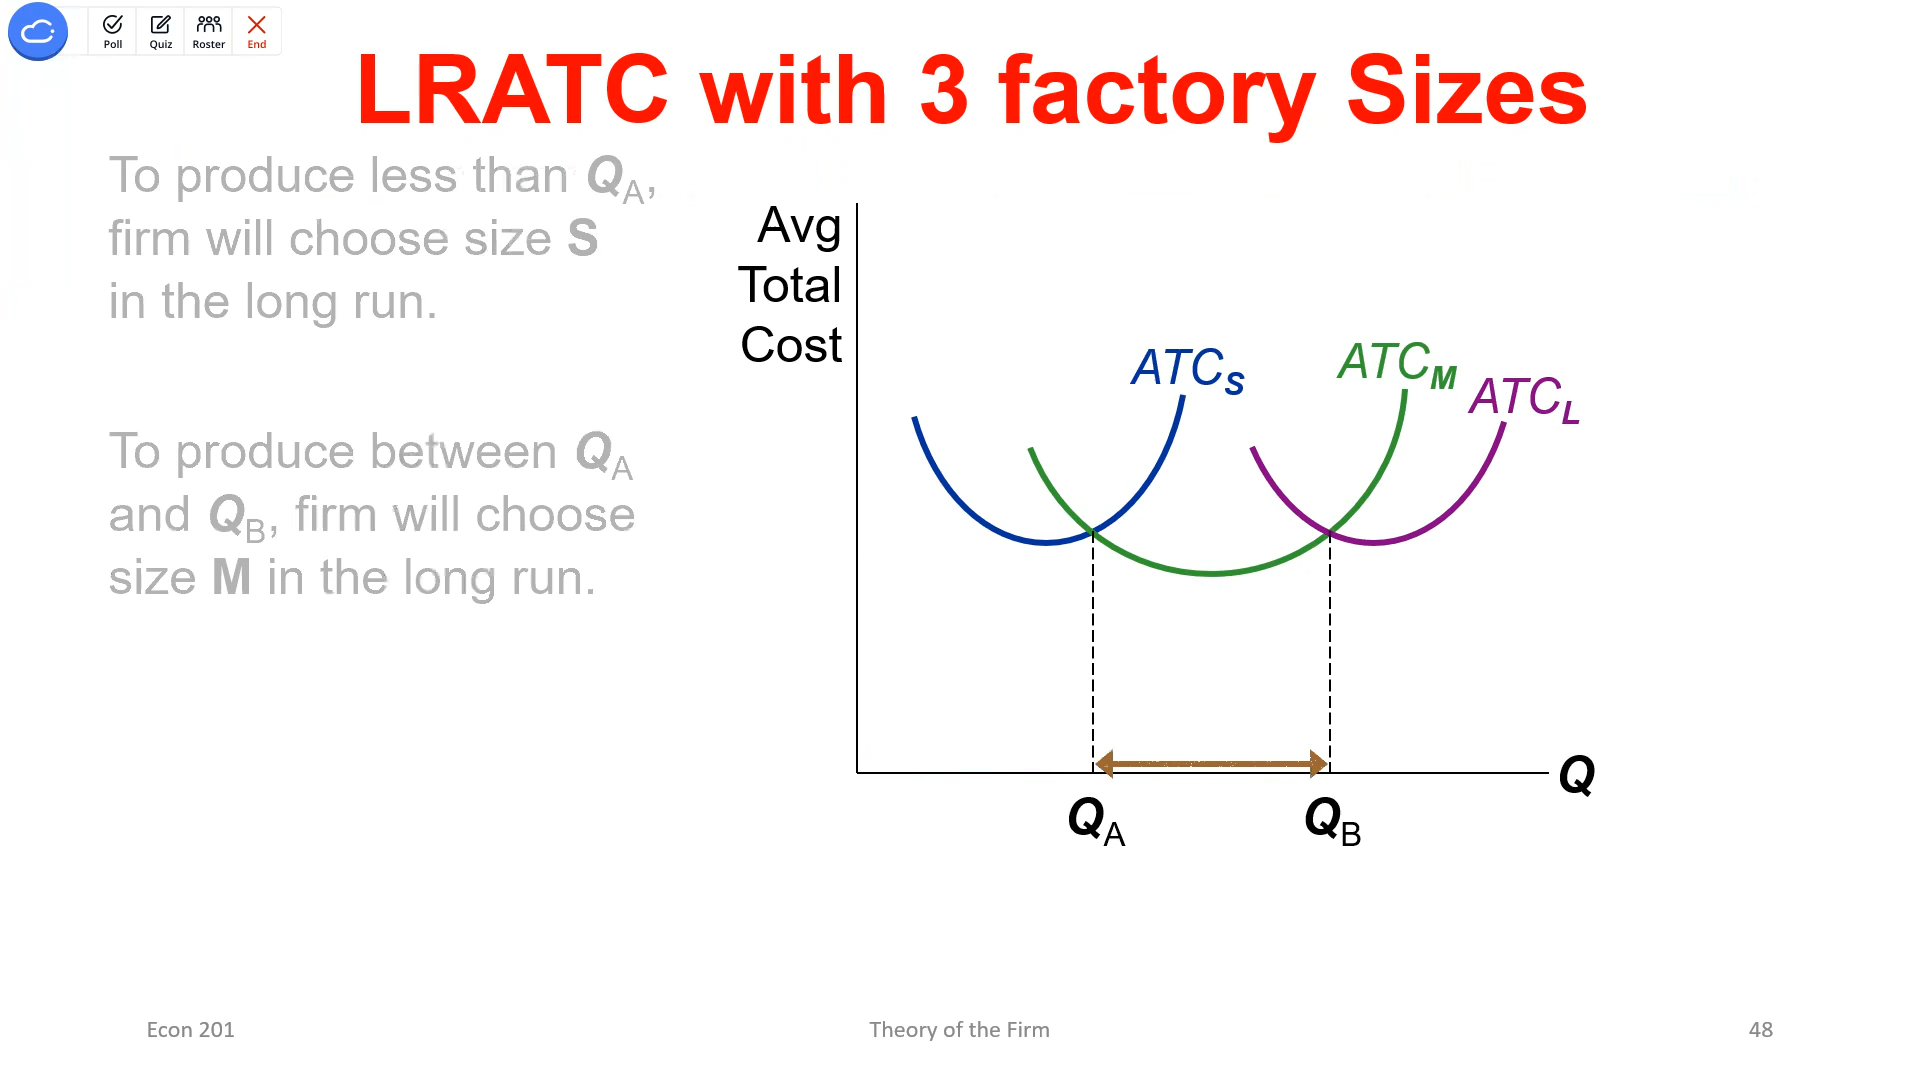 Poll Quiz Roster End
LRATC with 3 factory Sizes
To produce less than QA,
firm will choose size S
in the long run.
To produce between QA
and QB, firm will choose
size M in the long run.
Avg
Total
Cost
ATCS
ATCM
ATCL
Q
QA
QB
Econ 201
Theory of the Firm
48